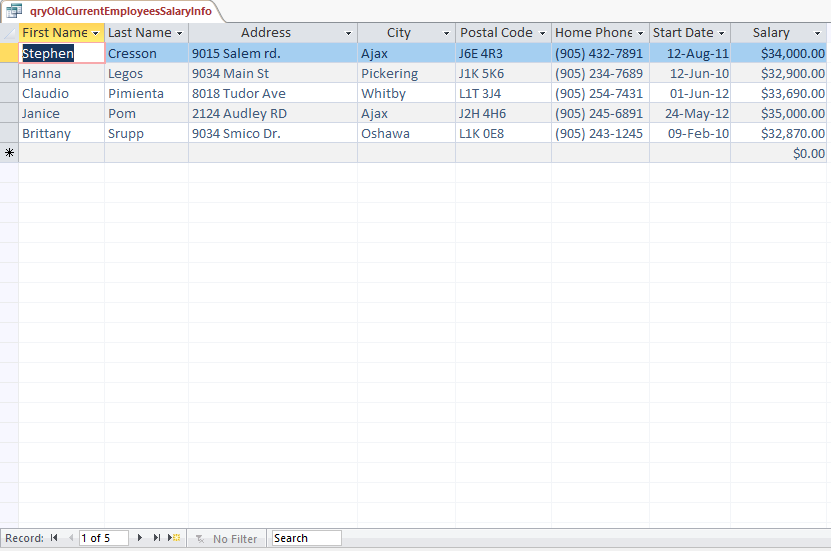 qryOldCurrentEmployeesSalaryInfo
First Name Last Name Address City Postal Code Home Phone Start Date Salary
Stephen Cresson 9015 Salem rd. Ajax J6E 4R3 (905) 432-7891 12-Aug-11 $34,000.00
Hanna Legos 9034 Main St Pickering J1K 5K6 (905) 234-7689 12-Jun-10 $32,900.00
Claudio Pimienta 8018 Tudor Ave Whitby L1T 3J4 (905) 254-7431 01-Jun-12 $33,690.00
Janice Pom 2124 Audley RD Ajax J2H 4H6 (905) 245-6891 24-May-12 $35,000.00
Brittany Srupp 9034 Smico Dr. Oshawa L1K 0E8 (905) 243-1245 09-Feb-10 $32,870.00
$0.00
Record: 1 of 5 No Filter Search